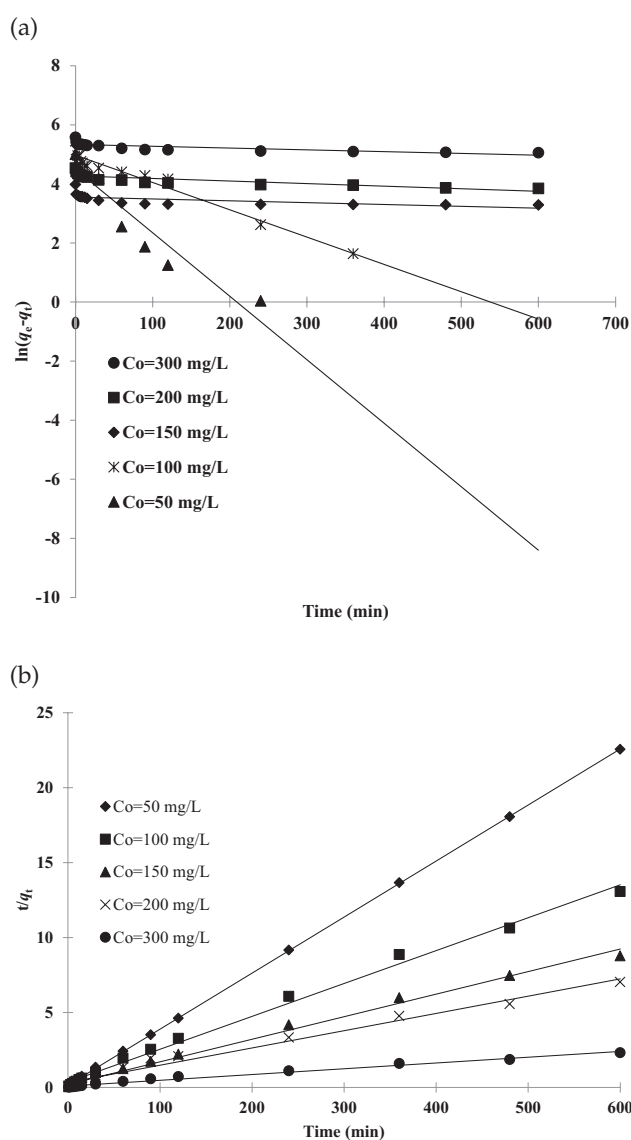 (a)
8
6
4
2
0
-2
-4
-6
-8
-10
0 100 200 300 400 500 600 700
ln(qe-qt)
Co=300 mg/L
Co=200 mg/L
Co=150 mg/L
Co=100 mg/L
Co=50 mg/L
Time (min)
(b)
25
20
15
10
5
0
t/qt
Co=50 mg/L
Co=100 mg/L
Co=150 mg/L
Co=200 mg/L
Co=300 mg/L
0 100 200 300 400 500 600
Time (min)